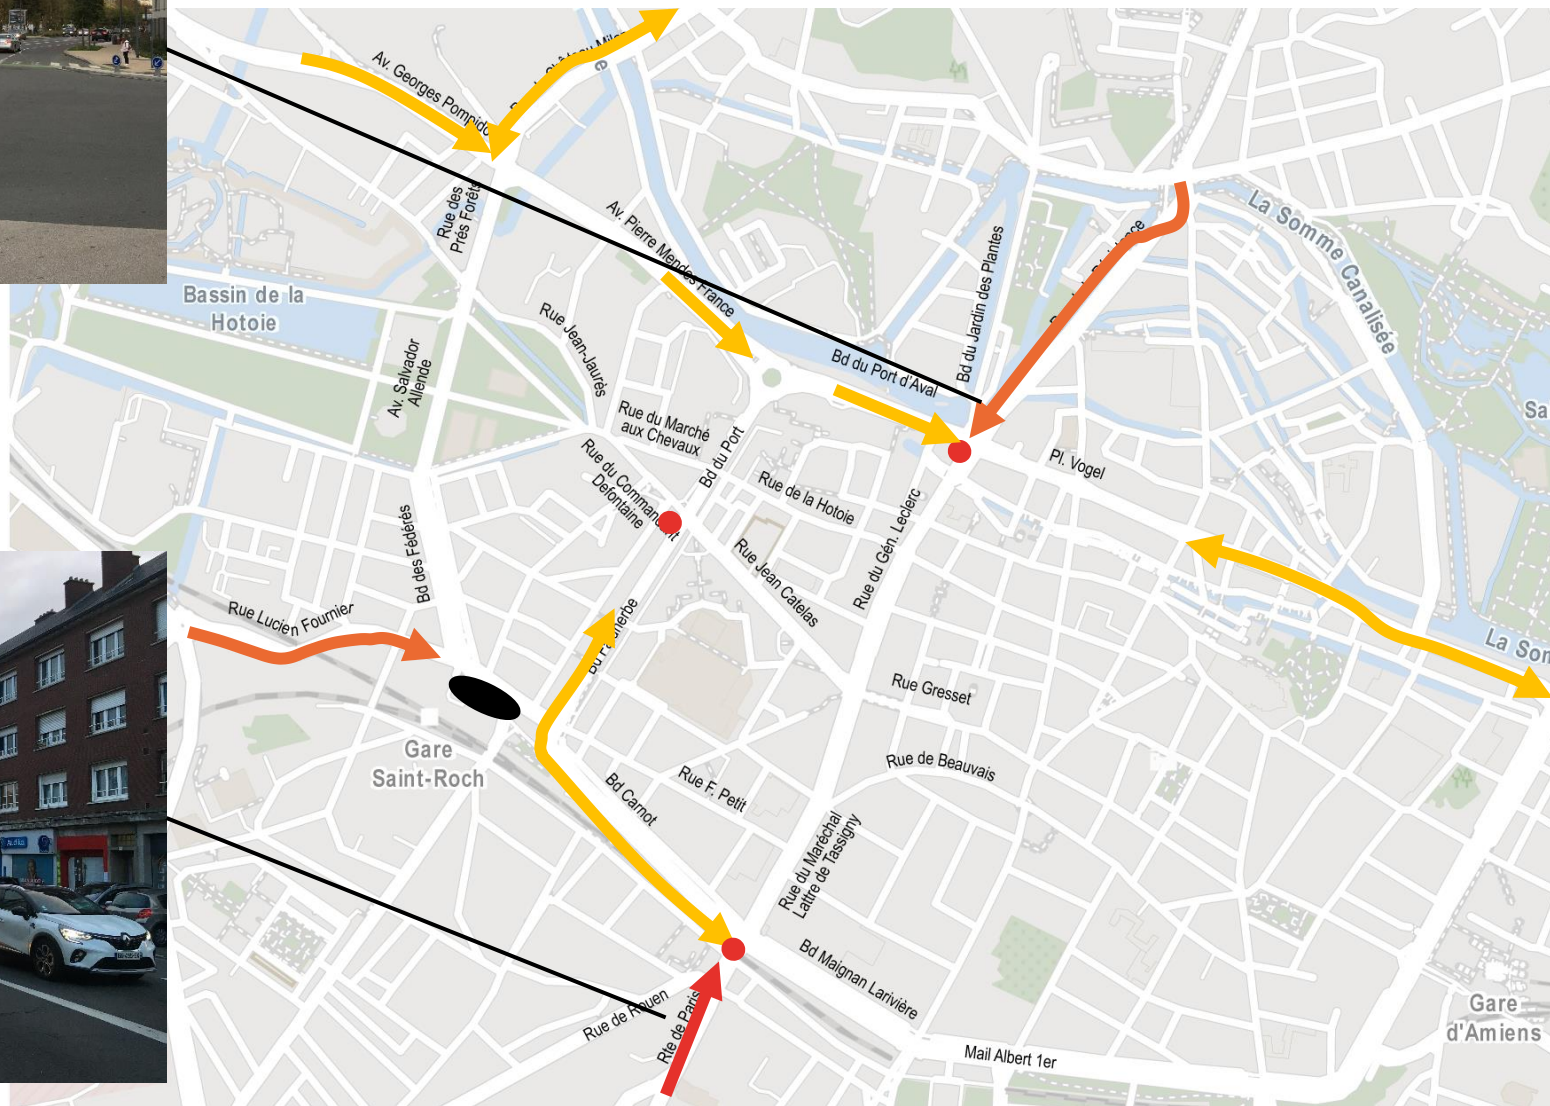 Av. Georges Pompidou
Rue des
Prés Forêts
Av. Pierre Mendes France
La Somme Canalisée
Bassin de la
Hotoie
Rue Jean-Jaurés
Bd du Jardin des Plantes
Bd du Port d'Aval
Av. Salvador
Allende
Rue du Marché
aux Chevaux
Bd du Port
Rue du Commandant
Defontaine
Rue de la Hotoie
Pl. Vogel
Rue du Gén. Leclerc
Bd des Fédérés
Rue Jean Catelas
Rue Lucien Fournier
La Som
Rue Gresset
Gare
Saint-Roch
Rue de Beauvais
Rue F. Petit
Bd Carnot
Rue du Maréchal
Lattre de Tassigny
Bd Maignan Larivière
Rue de Rouen
Rte de Paris
Mail Albert 1er
Gare
d'Amiens